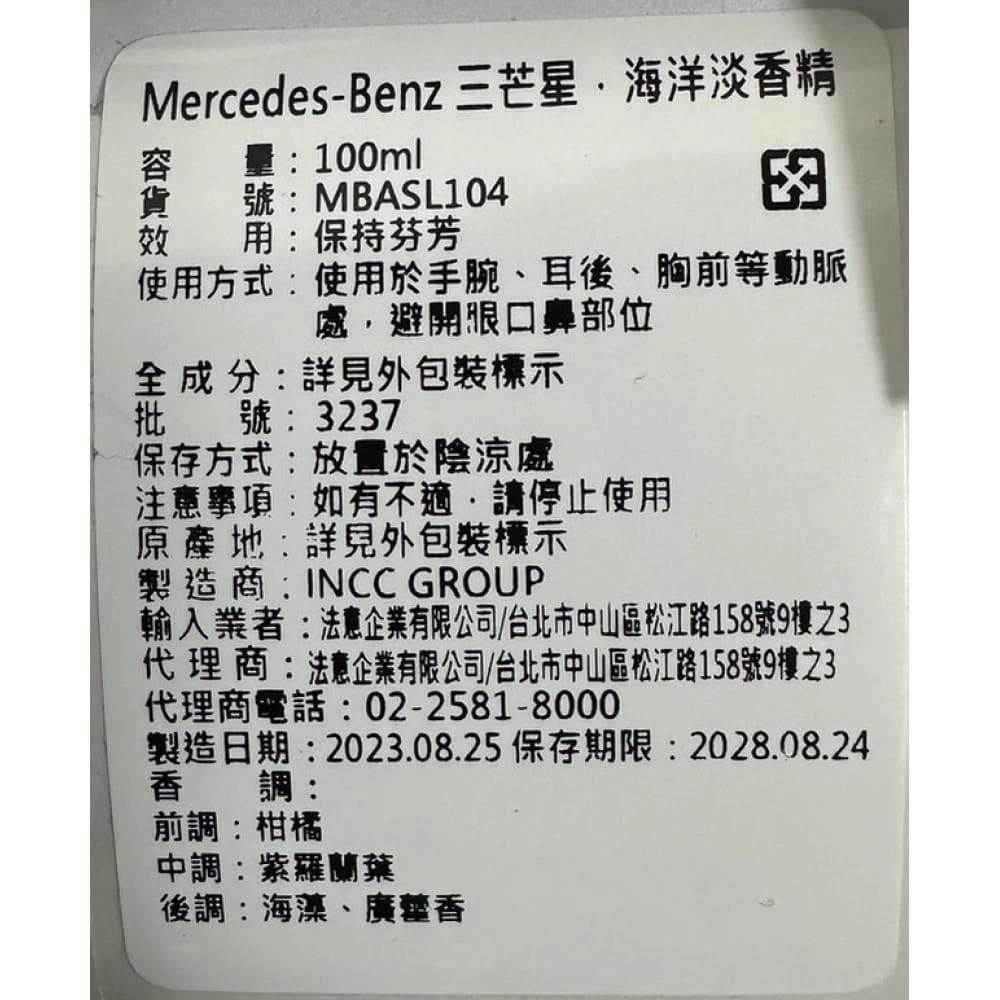 Mercedes-Benz 三芒星．海洋淡香精
容量：100ml
貨號：MBASL104
效用：保持芬芳
使用方式：使用於手腕、耳後、胸前等動脈
處，避開眼口鼻部位
全成分：詳見外包裝標示
批號：3237
保存方式：放置於陰涼處
注意事項：如有不適．請停止使用
原產地：詳見外包裝標示
製造商：INCC GROUP
輸入業者：法意企業有限公司/台北市中山區松江路158號9樓之3
代理商：法意企業有限公司/台北市中山區松江路158號9樓之3
代理商電話：02-2581-8000
製造日期：2023.08.25 保存期限：2028.08.24
香調：
前調：柑橘
中調：紫羅蘭葉
後調：海藻、廣藿香